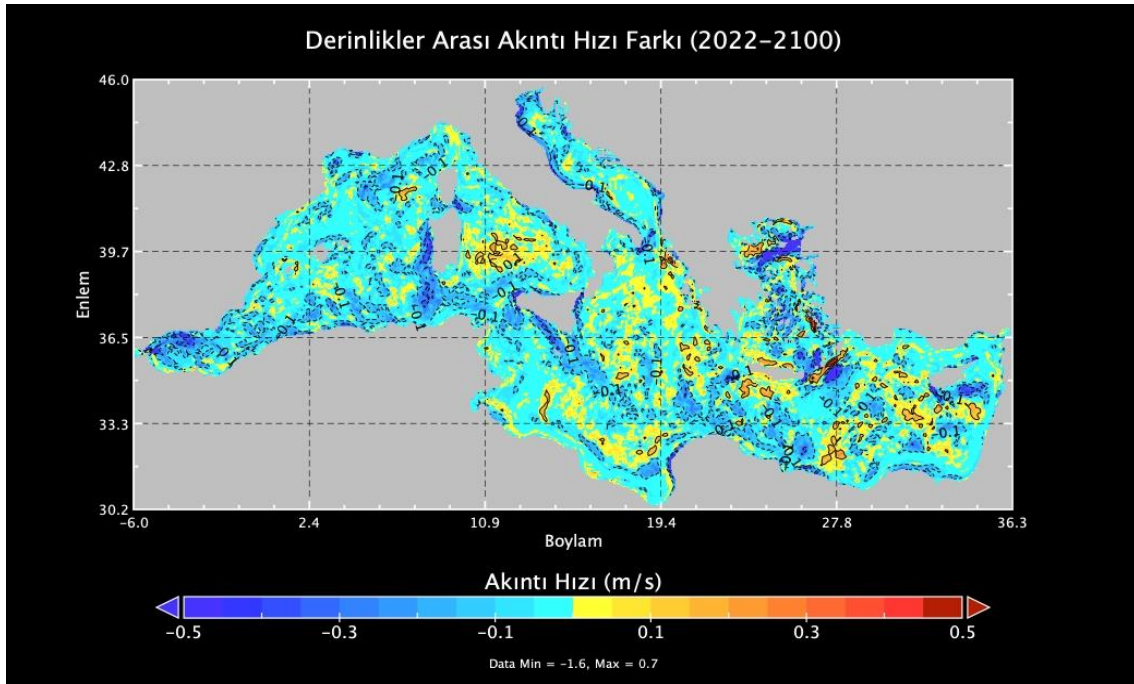 Derinlikler Arası Akıntı Hızı Farkı (2022–2100)
46.0
42.8
39.7
36.5
33.3
30.2
Enlem
−6.0 2.4 10.9 19.4 27.8 36.3
Boylam
Akıntı Hızı (m/s)
−0.5 −0.3 −0.1 0.1 0.3 0.5
Data Min = −1.6, Max = 0.7